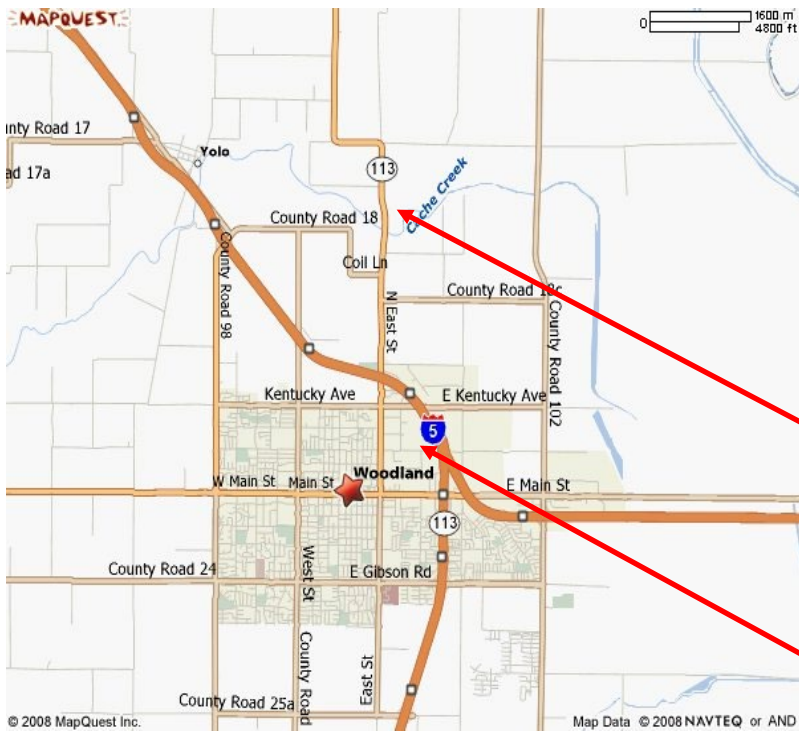 MAPQUEST.
0 1600 m
4800 ft
County Road 17
ad 17a
Yolo
113
Cache Creek
County Road 18
Coil Ln
County Road 98
N East St
County Road 18c
County Road 102
Kentucky Ave
E Kentucky Ave
5
Woodland
W Main St
Main St
E Main St
113
County Road 24
West St
E Gibson Rd
County Road
East St
County Road 25a
© 2008 MapQuest Inc.
Map Data © 2008 NAVTEQ or AND